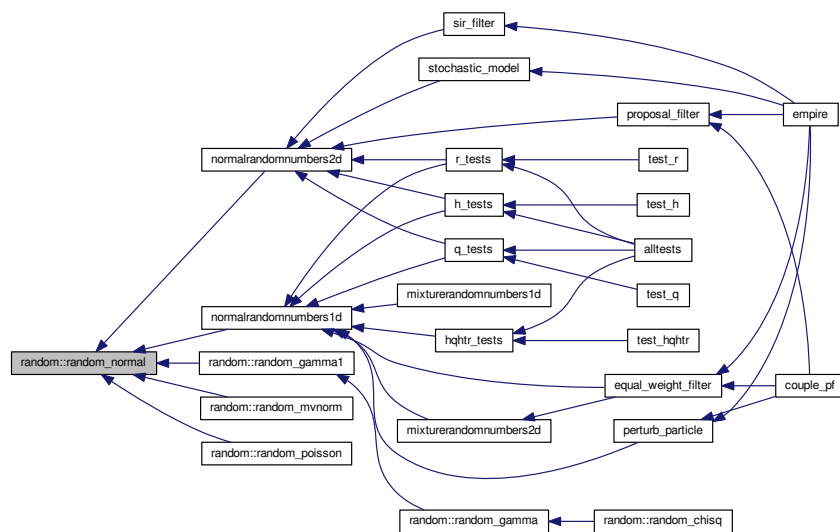 sir_filter
stochastic_model
proposal_filter
empire
normalrandomnumbers2d
r_tests
test_r
h_tests
test_h
q_tests
alltests
mixturerandomnumbers1d
test_q
normalrandomnumbers1d
hqhtr_tests
test_hqhtr
random::random_normal
random::random_gamma1
equal_weight_filter
couple_pf
random::random_mvnorm
mixturerandomnumbers2d
perturb_particle
random::random_poisson
random::random_gamma
random::random_chisq